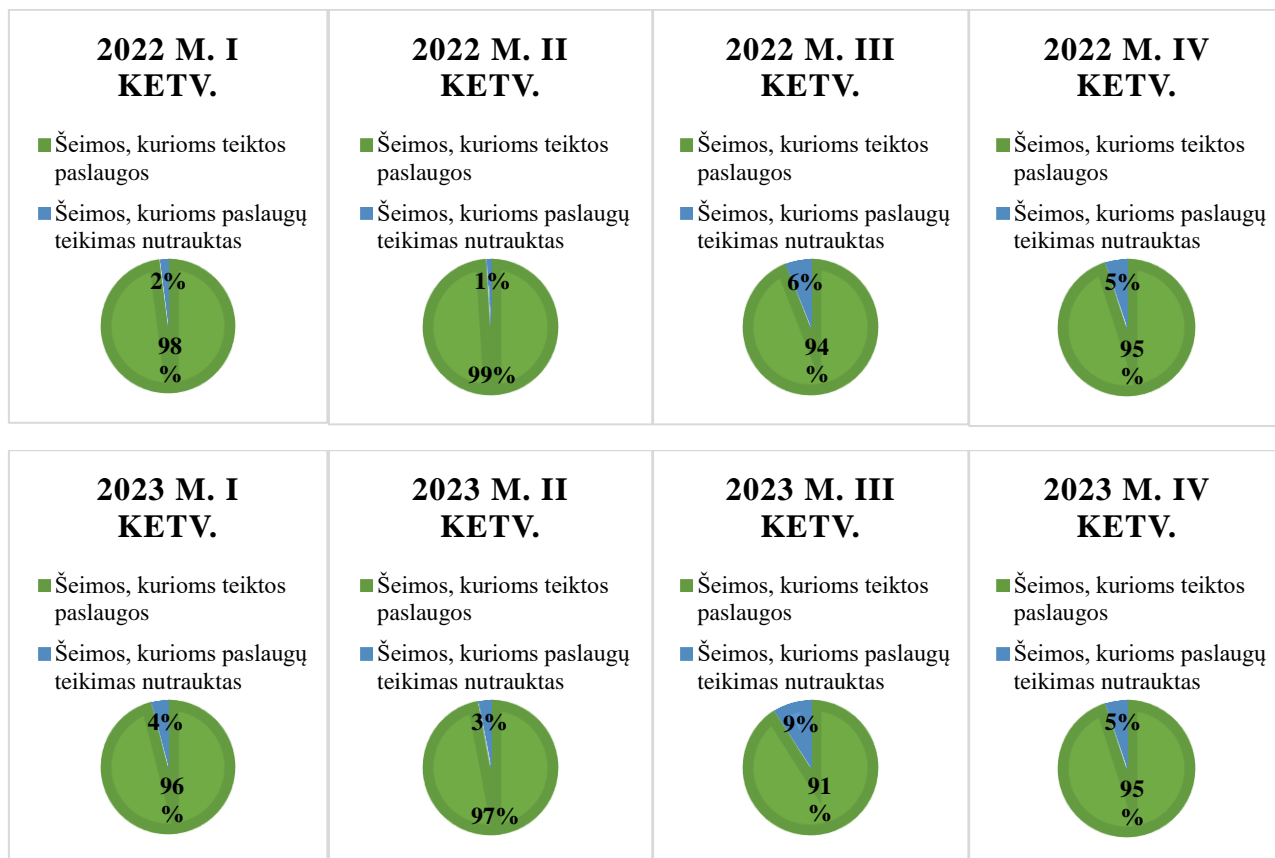 2022 M. I
KETV.
Šeimos, kurioms teiktos
paslaugos
Šeimos, kurioms paslaugų
teikimas nutrauktas
2%
98
%
2022 M. II
KETV.
Šeimos, kurioms teiktos
paslaugos
Šeimos, kurioms paslaugų
teikimas nutrauktas
1%
99%
2022 M. III
KETV.
Šeimos, kurioms teiktos
paslaugos
Šeimos, kurioms paslaugų
teikimas nutrauktas
6%
94
%
2022 M. IV
KETV.
Šeimos, kurioms teiktos
paslaugos
Šeimos, kurioms paslaugų
teikimas nutrauktas
5%
95
%
2023 M. I
KETV.
Šeimos, kurioms teiktos
paslaugos
Šeimos, kurioms paslaugų
teikimas nutrauktas
4%
96
%
2023 M. II
KETV.
Šeimos, kurioms teiktos
paslaugos
Šeimos, kurioms paslaugų
teikimas nutrauktas
3%
97%
2023 M. III
KETV.
Šeimos, kurioms teiktos
paslaugos
Šeimos, kurioms paslaugų
teikimas nutrauktas
9%
91
%
2023 M. IV
KETV.
Šeimos, kurioms teiktos
paslaugos
Šeimos, kurioms paslaugų
teikimas nutrauktas
5%
95
%